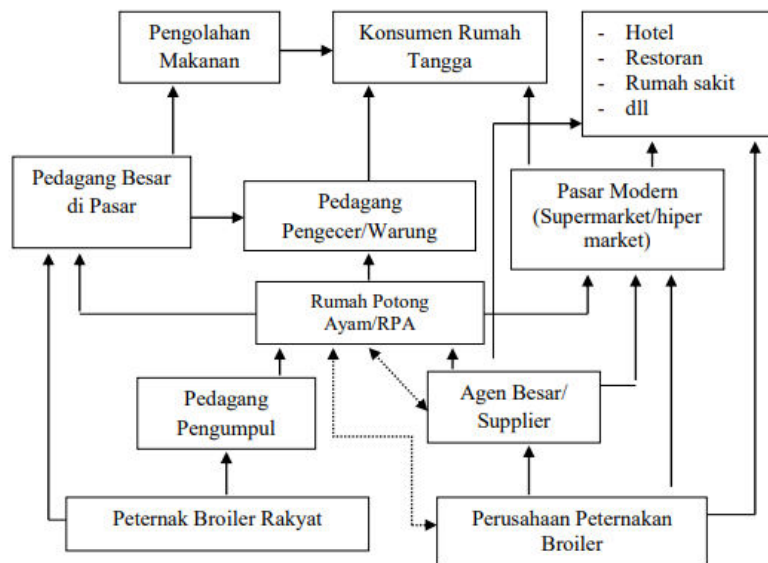 Pengolahan
Makanan
Konsumen Rumah
Tangga
- Hotel
- Restoran
- Rumah sakit
- dll
Pedagang Besar
di Pasar
Pedagang
Pengecer/Warung
Pasar Modern
(Supermarket/hiper
market)
Rumah Potong
Ayam/RPA
Pedagang
Pengumpul
Agen Besar/
Supplier
Peternak Broiler Rakyat
Perusahaan Peternakan
Broiler